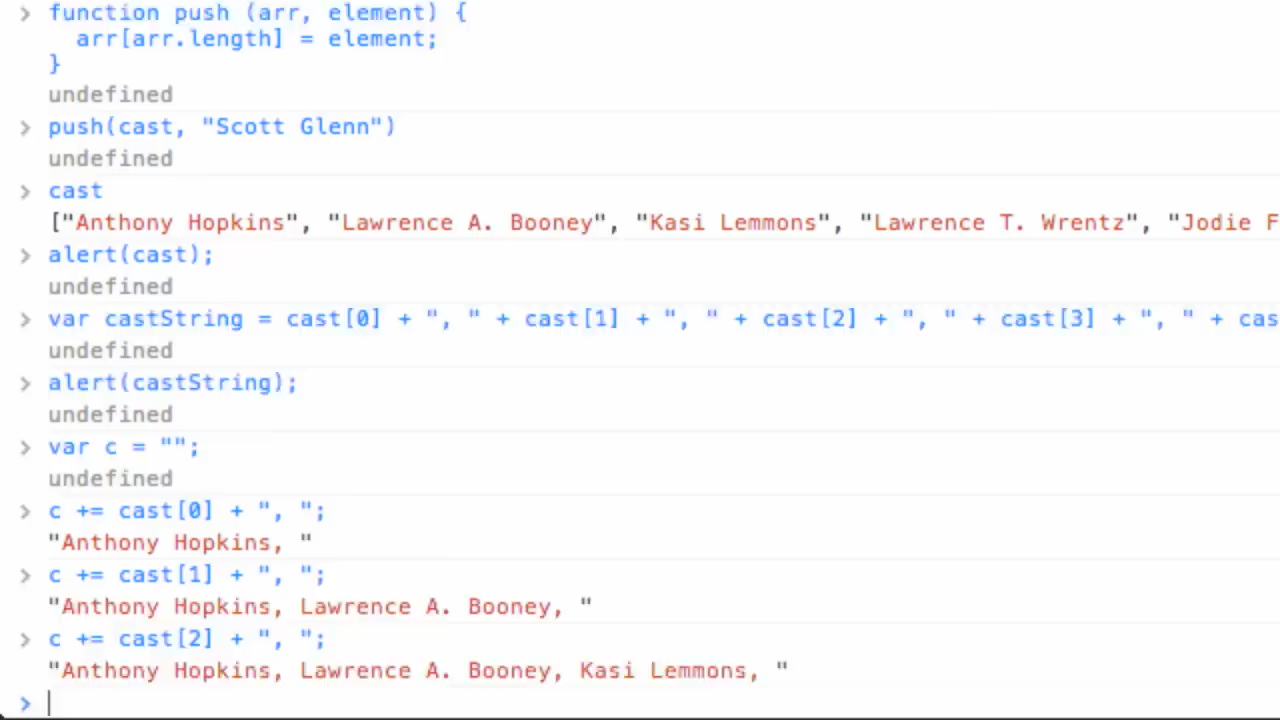 > function push (arr, element) {
arr[arr.length] = element;
}
undefined
> push(cast, "Scott Glenn")
undefined
> cast
["Anthony Hopkins", "Lawrence A. Booney", "Kasi Lemmons", "Lawrence T. Wrentz", "Jodie F
> alert(cast);
undefined
> var castString = cast[0] + ", " + cast[1] + ", " + cast[2] + ", " + cast[3] + ", " + cas
undefined
> alert(castString);
undefined
> var c = "";
undefined
> c += cast[0] + ", ";
"Anthony Hopkins, "
> c += cast[1] + ", ";
"Anthony Hopkins, Lawrence A. Booney, "
> c += cast[2] + ", ";
"Anthony Hopkins, Lawrence A. Booney, Kasi Lemmons, "
>